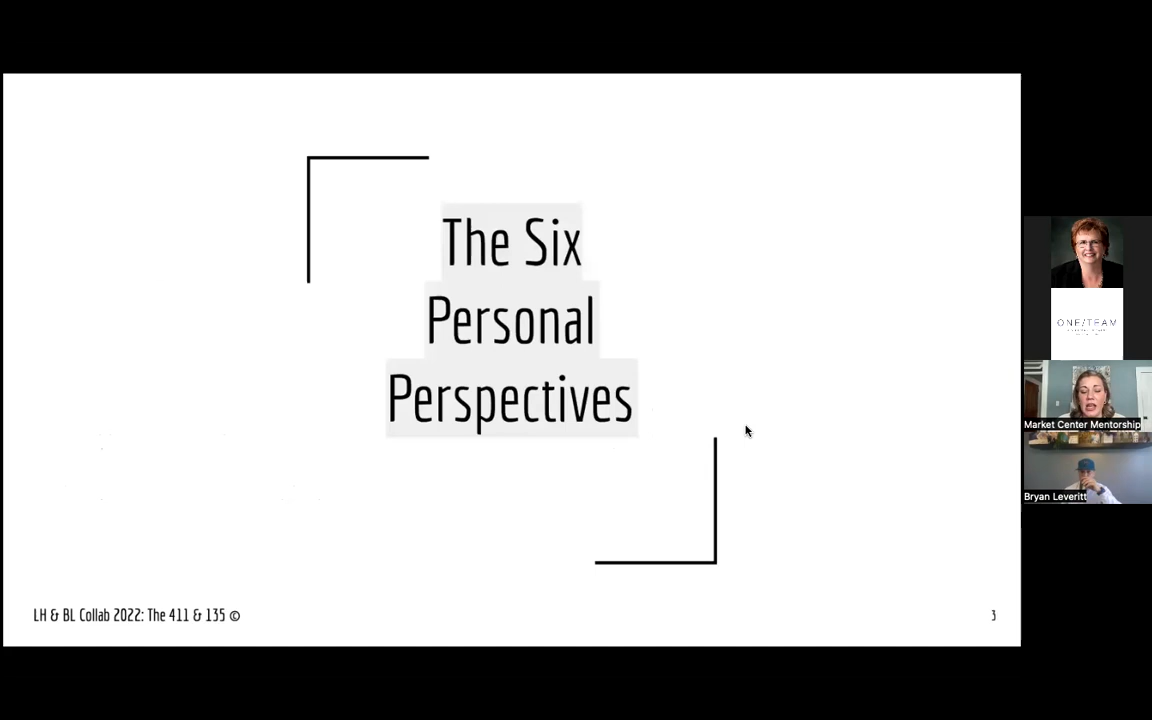 The Six
Personal
Perspectives
LH & BL Collab 2022: The 411 & 135 ©
3
ONE/TEAM
Market Center Mentorship
Bryan Leveritt